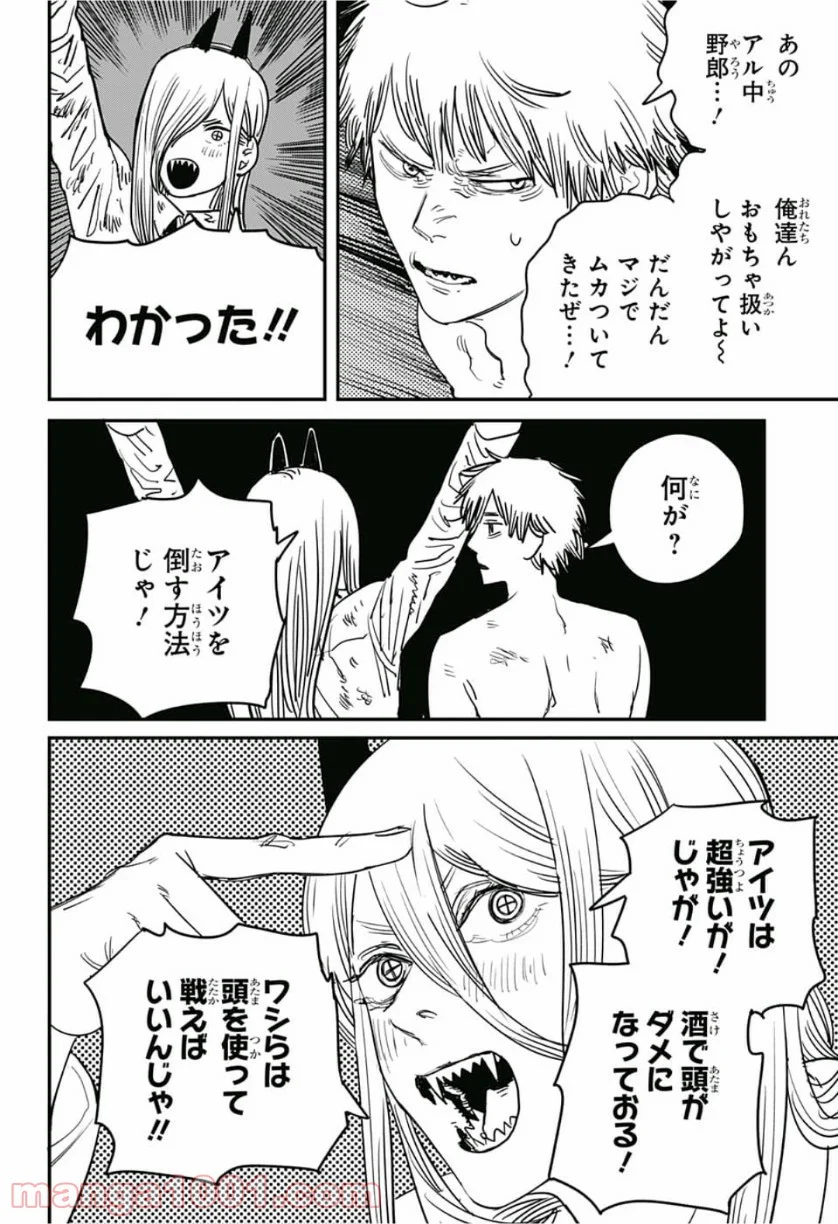 あの
アル中
野郎…!
俺達ん
おもちゃ扱い
しやがってよ〜
だんだん
マジで
ムカついて
きたぜ…!
わかった!!
何が?
アイツを
倒す方法
じゃ!
アイツは
超強いが!
じゃが!
酒で頭が
ダメに
なっておる!
ワシらは
頭を使って
戦えば
いいんじゃ!!
manga1001.com